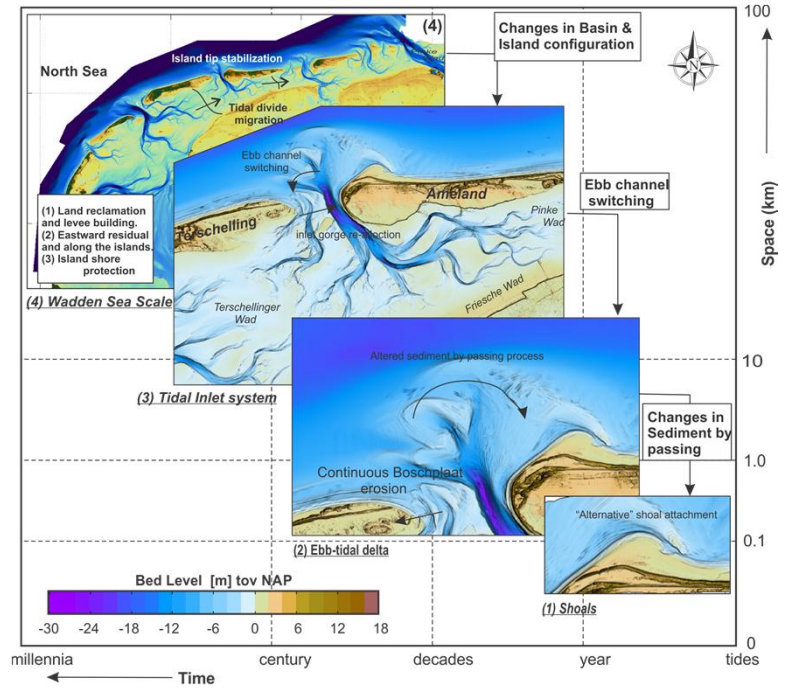 (4)
North Sea
Island tip stabilization
Tidal divide
migration
(1) Land reclamation
and levee building.
(2) Eastward residual
and along the islands.
(3) Island shore
protection
(4) Wadden Sea Scale
Changes in Basin &
Island configuration
100
Space (km)
Ebb channel
switching
Ameland
Terschelling
inlet gorge re-
Pinke
Wad
Terschellinger
Wad
Friesche Wad
(3) Tidal Inlet system
Ebb channel
switching
10
Altered sediment by passing process
Continuous Boschplaat
erosion
(2) Ebb-tidal delta
Changes in
Sediment by
passing
1.0
"Alternative" shoal attachment
(1) Shoals
0.1
Bed Level [m] tov NAP
-30 -24 -18 -12 -6 0 6 12 18
0
millennia century decades year tides
Time